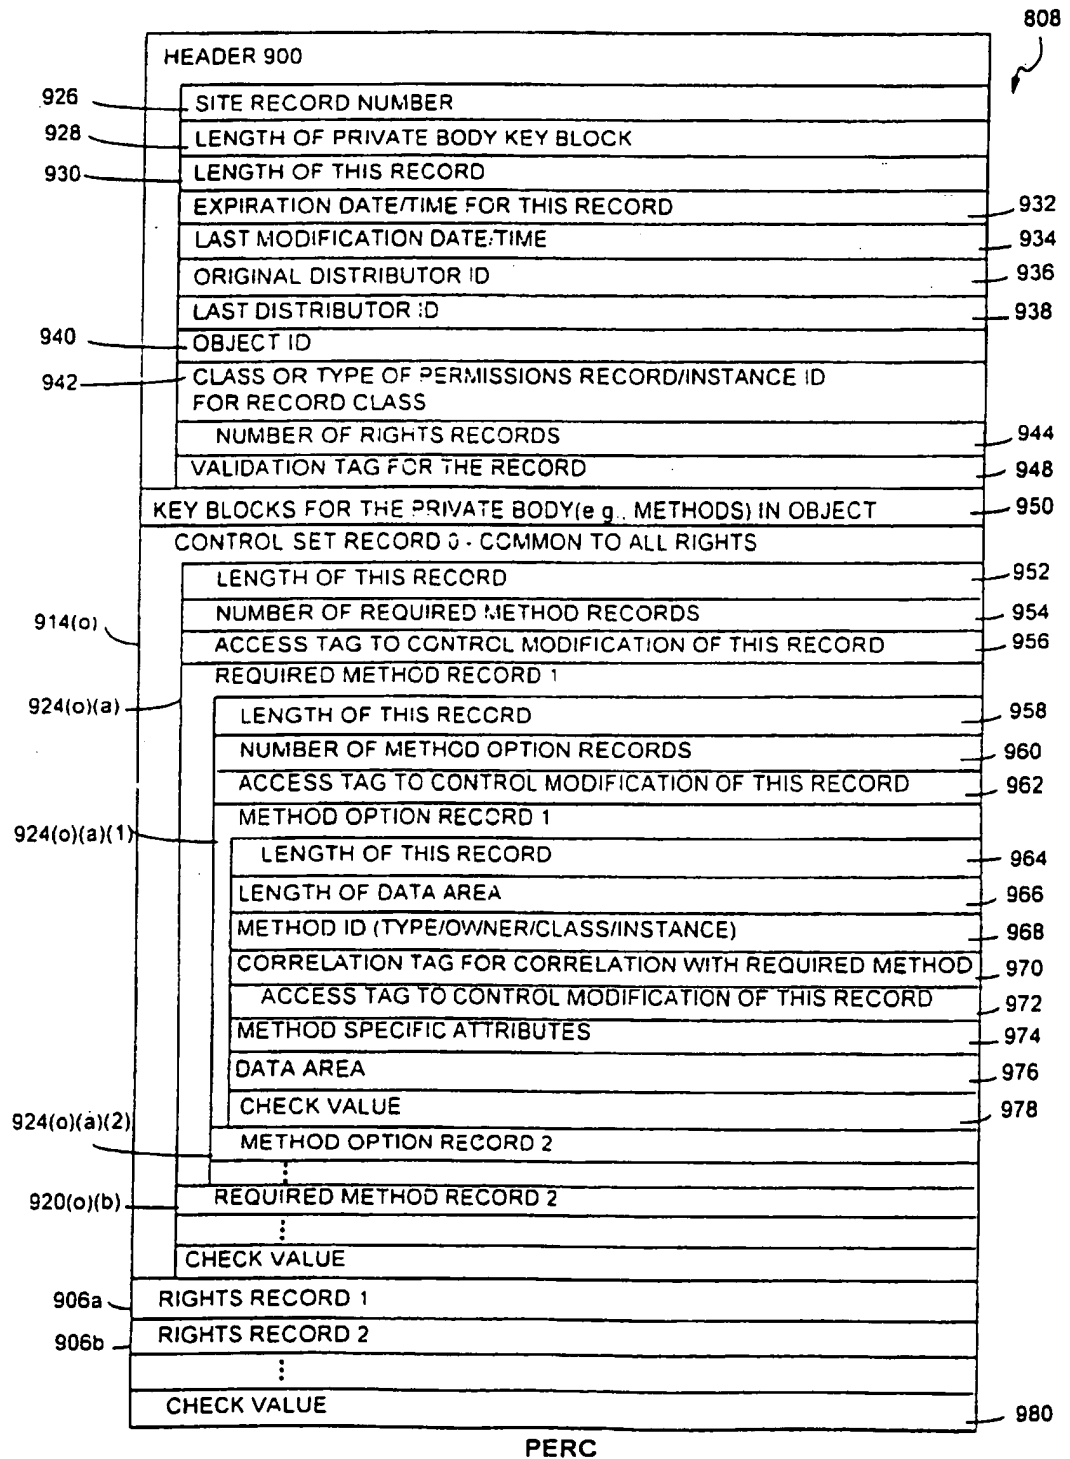 808
HEADER 900
926 SITE RECORD NUMBER
928 LENGTH OF PRIVATE BODY KEY BLOCK
930 LENGTH OF THIS RECORD
EXPIRATION DATE/TIME FOR THIS RECORD 932
LAST MODIFICATION DATE/TIME 934
ORIGINAL DISTRIBUTOR ID 936
LAST DISTRIBUTOR ID 938
940 OBJECT ID
942 CLASS OR TYPE OF PERMISSIONS RECORD/INSTANCE ID
FOR RECORD CLASS
NUMBER OF RIGHTS RECORDS 944
VALIDATION TAG FOR THE RECORD 948
KEY BLOCKS FOR THE PRIVATE BODY(e g., METHODS) IN OBJECT 950
CONTROL SET RECORD 0 - COMMON TO ALL RIGHTS
LENGTH OF THIS RECORD 952
914(o) NUMBER OF REQUIRED METHOD RECORDS 954
ACCESS TAG TO CONTROL MODIFICATION OF THIS RECORD 956
REQUIRED METHOD RECORD 1
924(o)(a) LENGTH OF THIS RECORD 958
NUMBER OF METHOD OPTION RECORDS 960
ACCESS TAG TO CONTROL MODIFICATION OF THIS RECORD 962
METHOD OPTION RECORD 1
924(o)(a)(1) LENGTH OF THIS RECORD 964
LENGTH OF DATA AREA 966
METHOD ID (TYPE/OWNER/CLASS/INSTANCE) 968
CORRELATION TAG FOR CORRELATION WITH REQUIRED METHOD 970
ACCESS TAG TO CONTROL MODIFICATION OF THIS RECORD 972
METHOD SPECIFIC ATTRIBUTES 974
DATA AREA 976
CHECK VALUE 978
924(o)(a)(2) METHOD OPTION RECORD 2
920(o)(b) REQUIRED METHOD RECORD 2
CHECK VALUE
906a RIGHTS RECORD 1
906b RIGHTS RECORD 2
CHECK VALUE 980
PERC